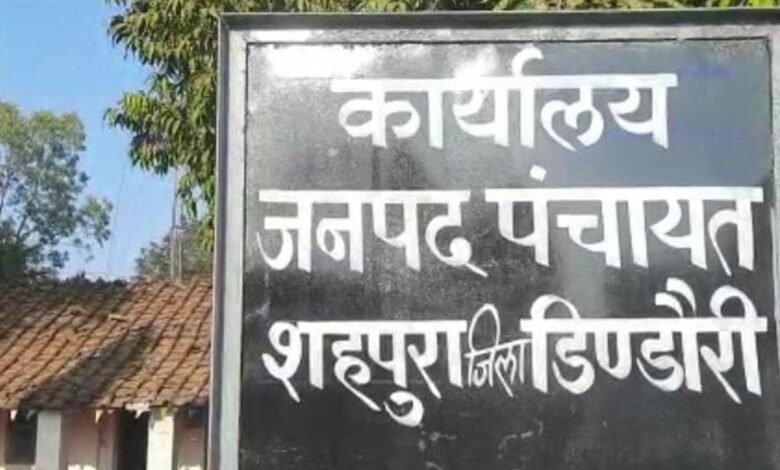 कार्यालय
जनपद पंचायत
शहपुरा जिला डिण्डौरी